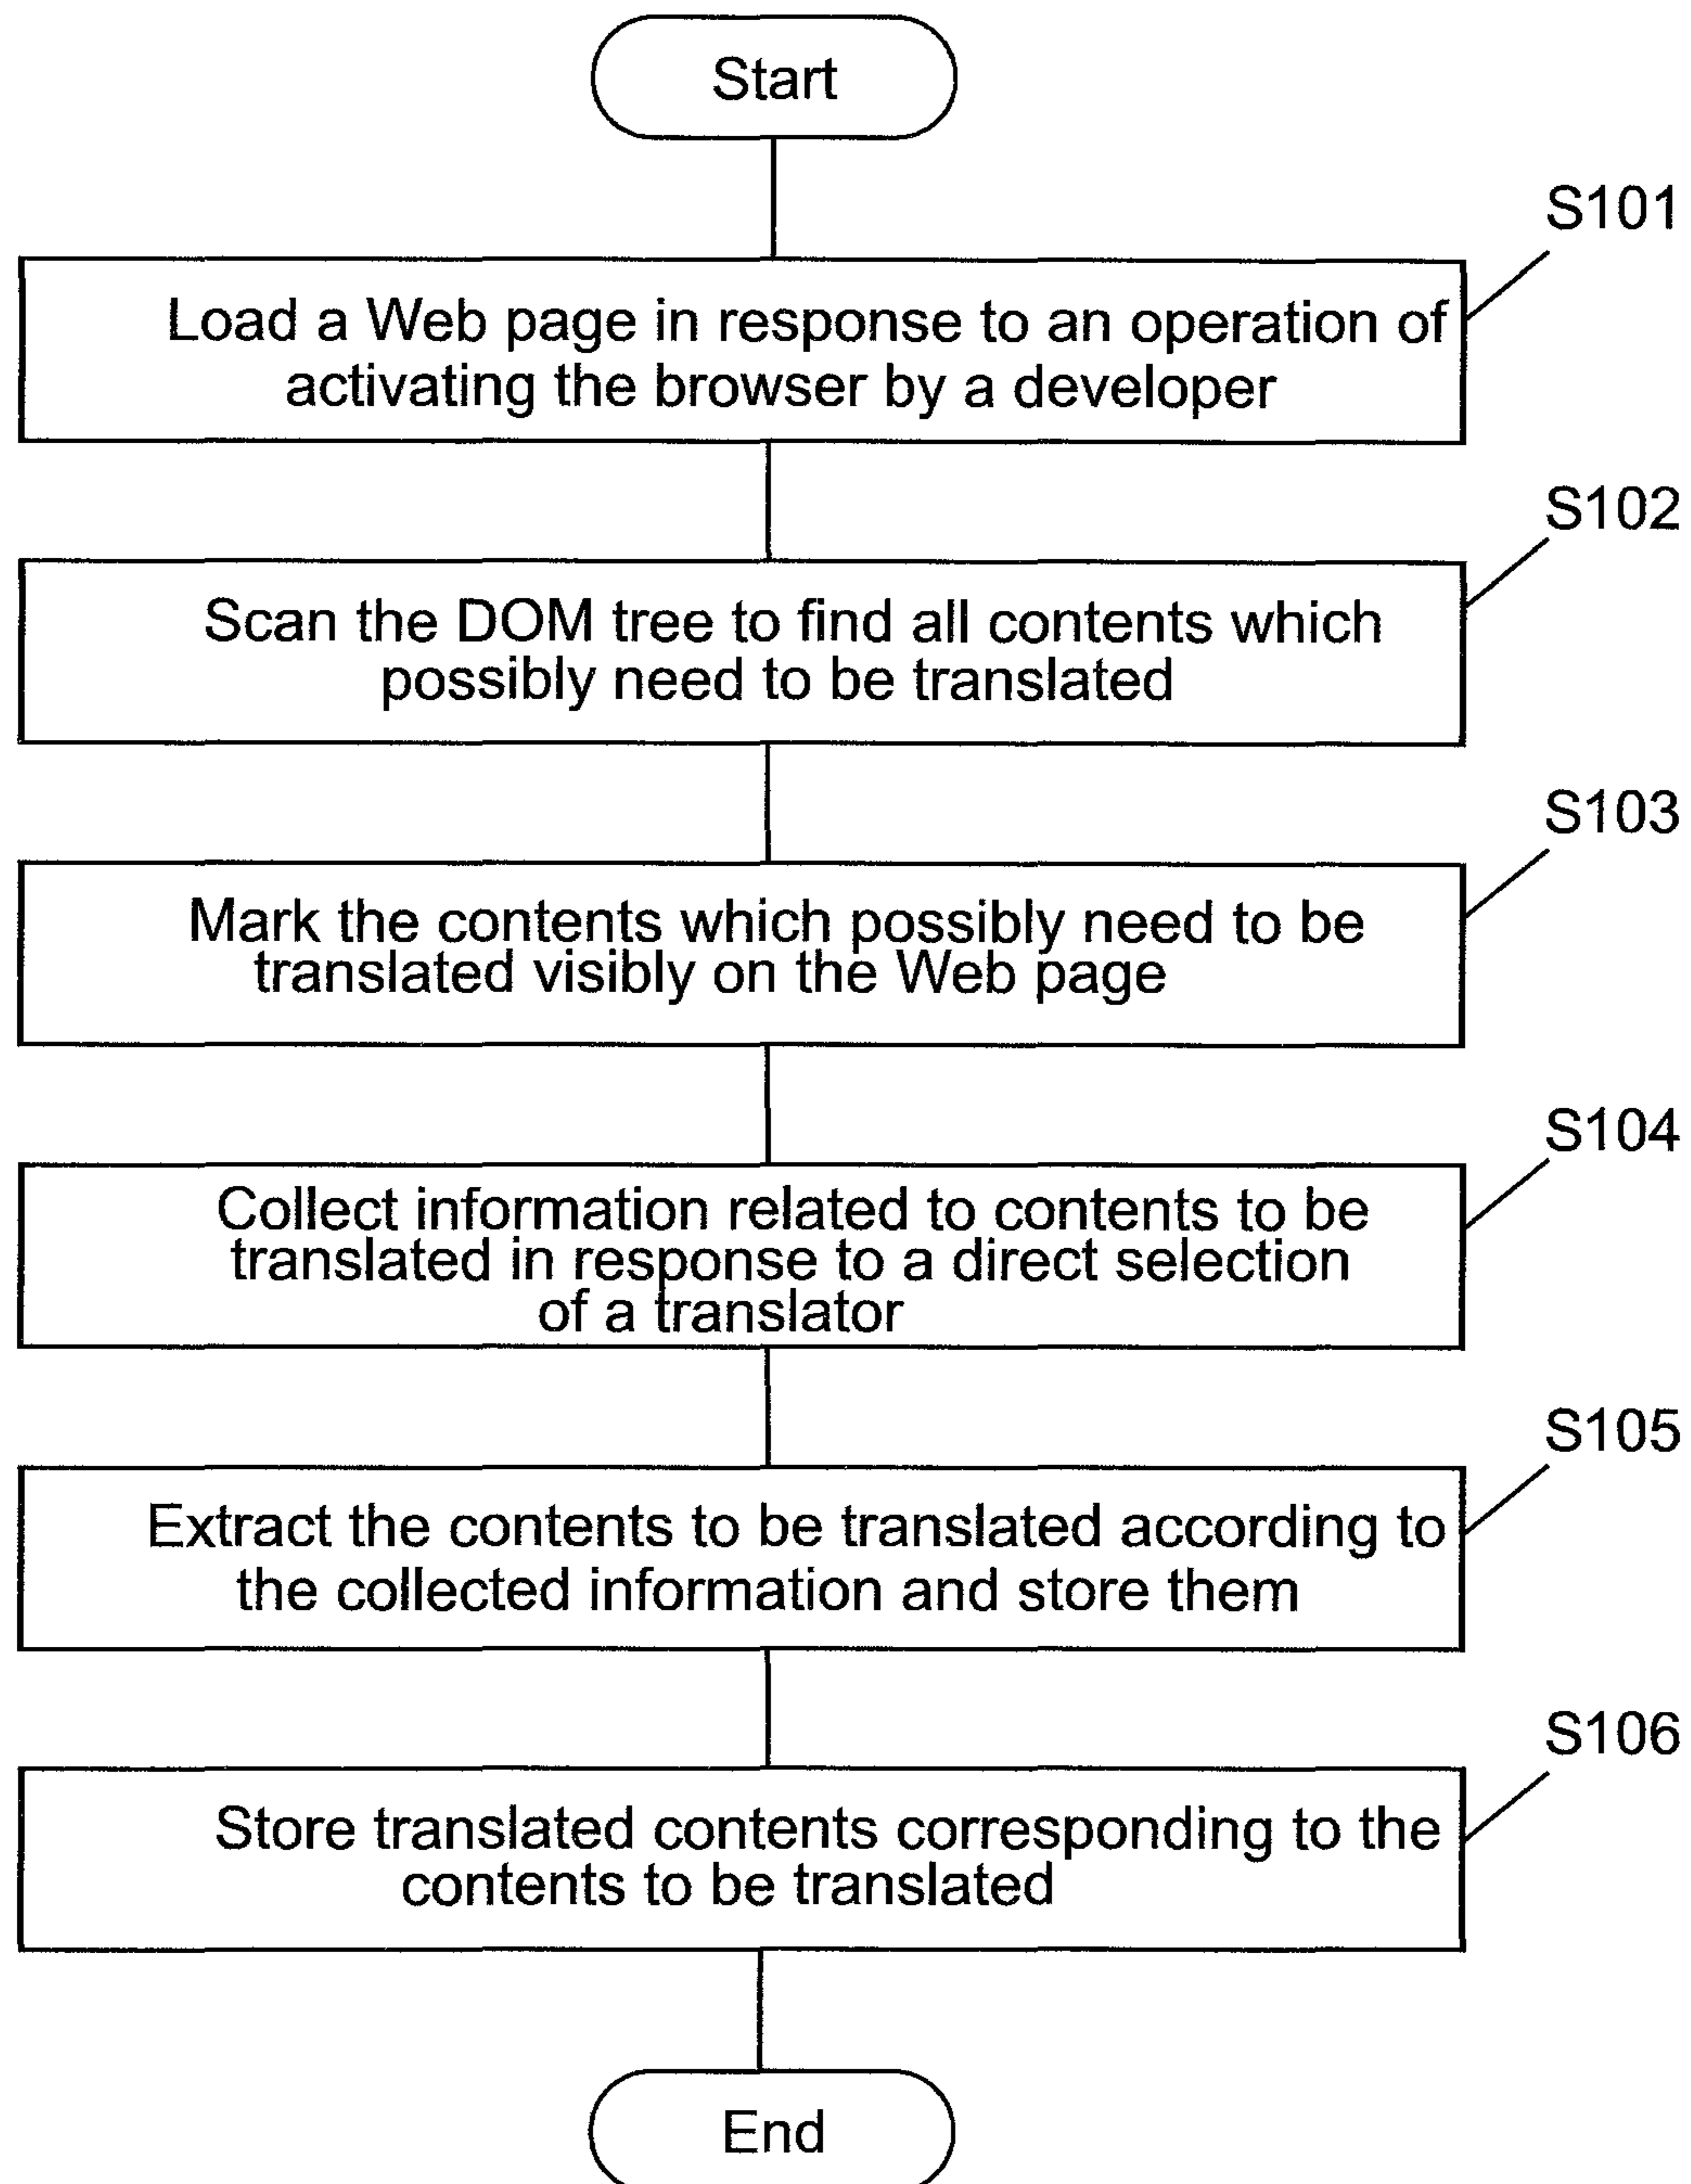 Start
S101
Load a Web page in response to an operation of
activating the browser by a developer
S102
Scan the DOM tree to find all contents which
possibly need to be translated
S103
Mark the contents which possibly need to be
translated visibly on the Web page
S104
Collect information related to contents to be
translated in response to a direct selection
of a translator
S105
Extract the contents to be translated according to
the collected information and store them
S106
Store translated contents corresponding to the
contents to be translated
End